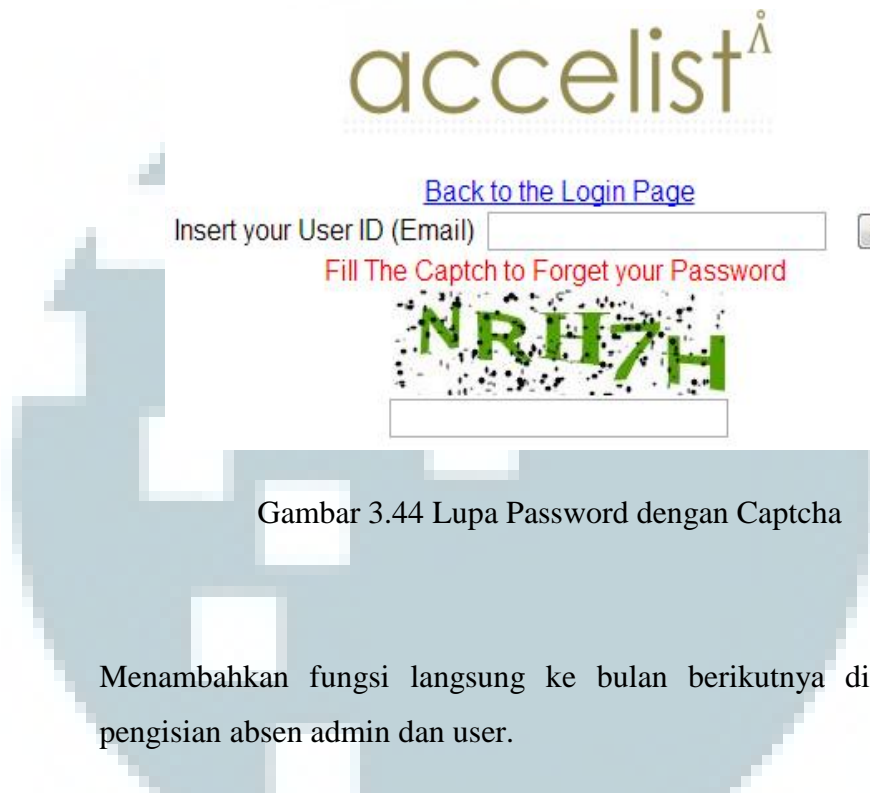 accelist
Back to the Login Page
Insert your User ID (Email)
Fill The Captch to Forget your Password
NRH7H
Gambar 3.44 Lupa Password dengan Captcha
Menambahkan fungsi langsung ke bulan berikutnya di
pengisian absen admin dan user.